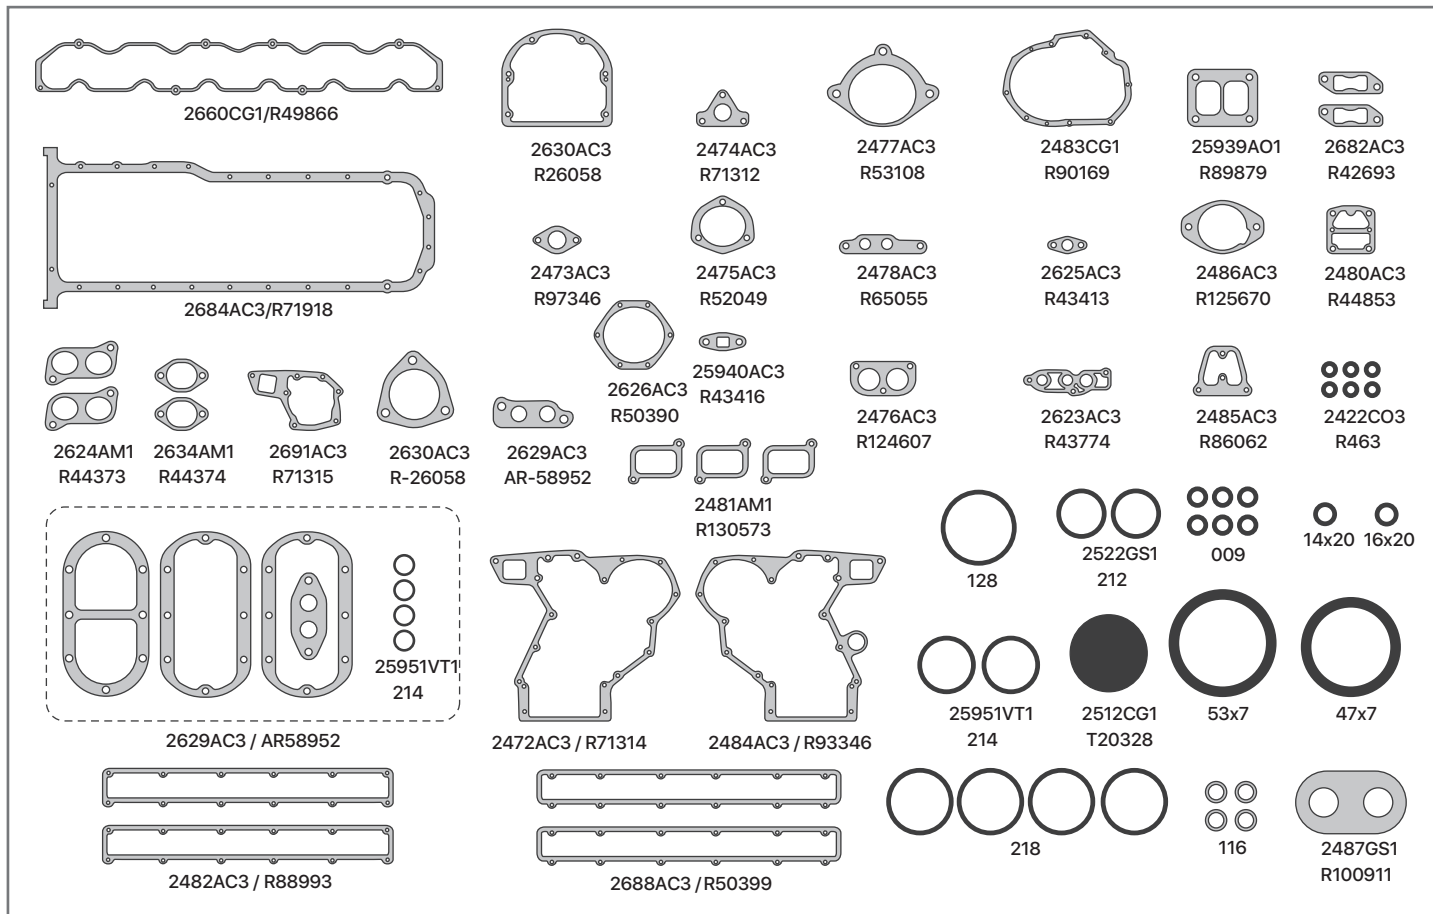 2660CG1/R49866
2630AC3
R26058
2474AC3
R71312
2477AC3
R53108
2483CG1
R90169
25939AO1
R89879
2682AC3
R42693
2684AC3/R71918
2473AC3
R97346
2475AC3
R52049
2478AC3
R65055
2625AC3
R43413
2486AC3
R125670
2480AC3
R44853
2624AM1
R44373
2634AM1
R44374
2691AC3
R71315
2630AC3
R-26058
2629AC3
AR-58952
2626AC3
R50390
25940AC3
R43416
2476AC3
R124607
2623AC3
R43774
2485AC3
R86062
2422CO3
R463
2481AM1
R130573
128
2522GS1
212
009
14x20
16x20
25951VT1
214
2629AC3 / AR58952
2472AC3 / R71314
2484AC3 / R93346
25951VT1
214
2512CG1
T20328
53x7
47x7
2482AC3 / R88993
2688AC3 / R50399
218
116
2487GS1
R100911